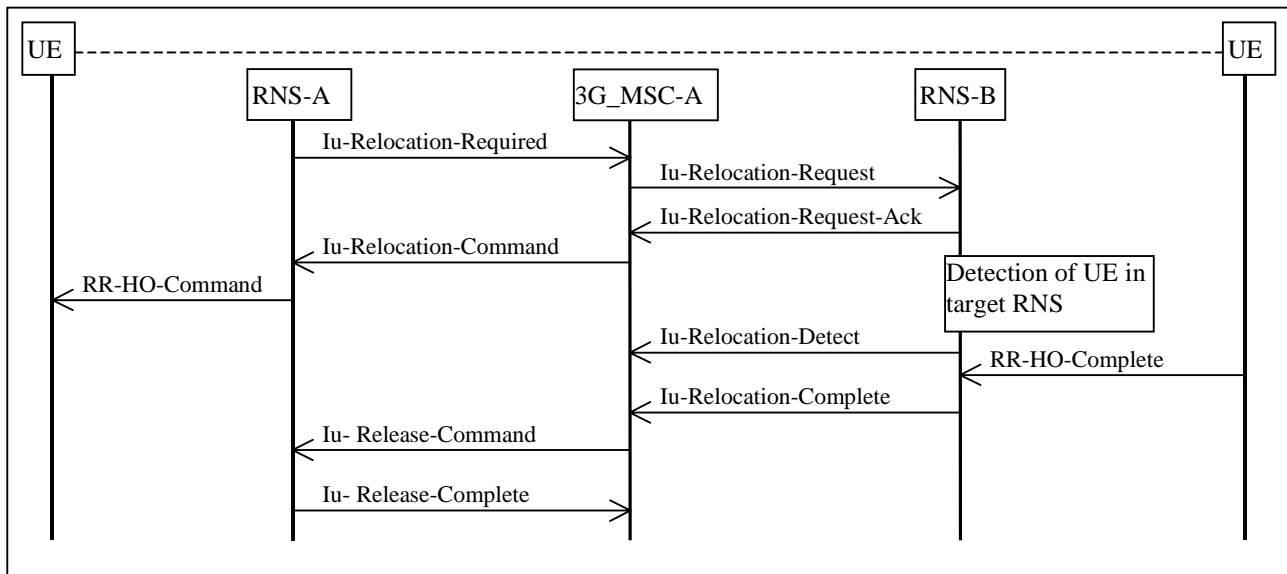 UE
UE
RNS-A
3G_MSC-A
RNS-B
Iu-Relocation-Required
Iu-Relocation-Request
Iu-Relocation-Request-Ack
Iu-Relocation-Command
Detection of UE in
target RNS
RR-HO-Command
Iu-Relocation-Detect
RR-HO-Complete
Iu-Relocation-Complete
Iu- Release-Command
Iu- Release-Complete